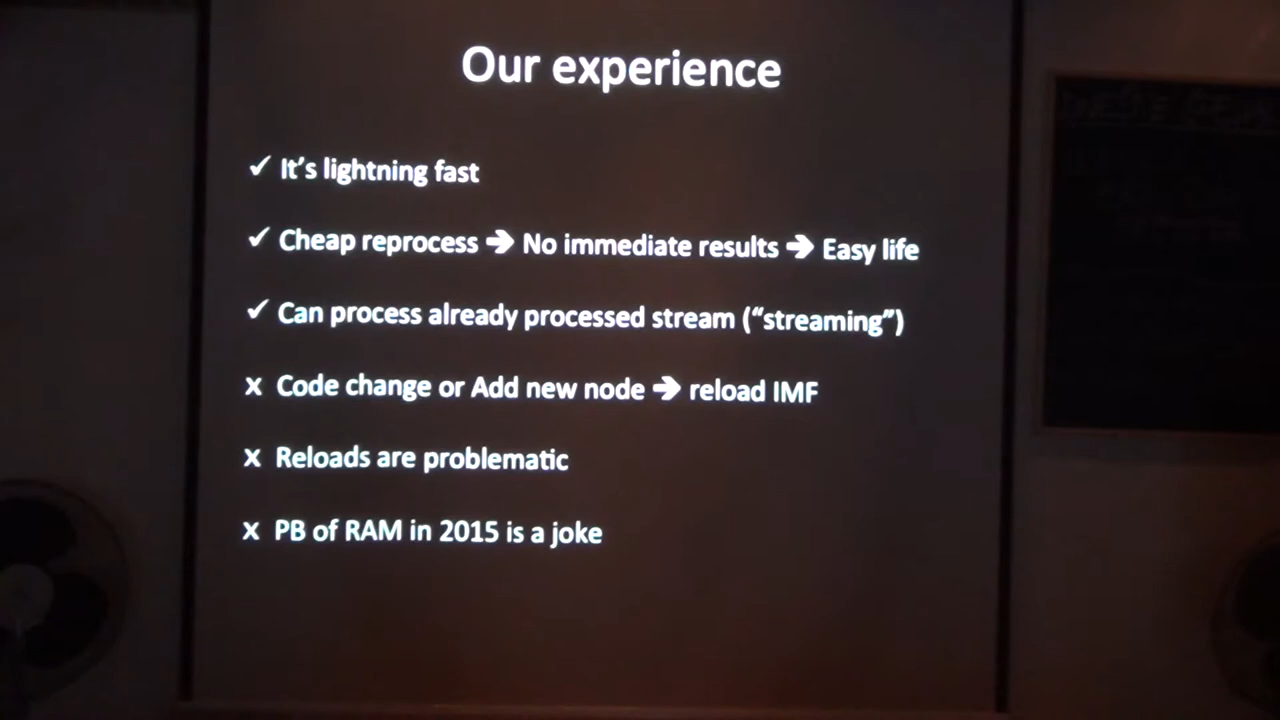 Our experience
✓ It's lightning fast
✓ Cheap reprocess ➔ No immediate results ➔ Easy life
✓ Can process already processed stream (“streaming”)
x Code change or Add new node ➔ reload IMF
x Reloads are problematic
x PB of RAM in 2015 is a joke